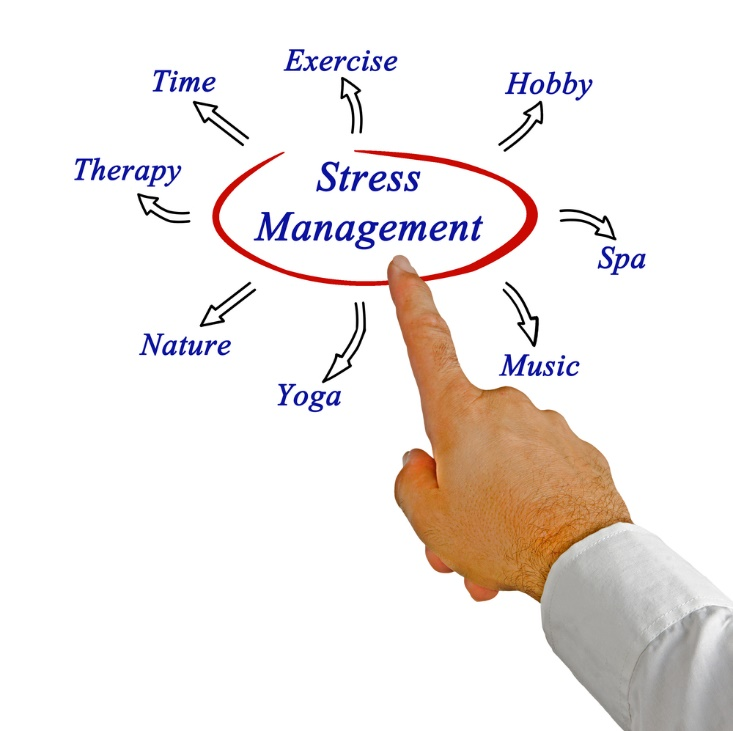 Exercise
Time
Hobby
Therapy
Stress
Management
Spa
Nature
Music
Yoga